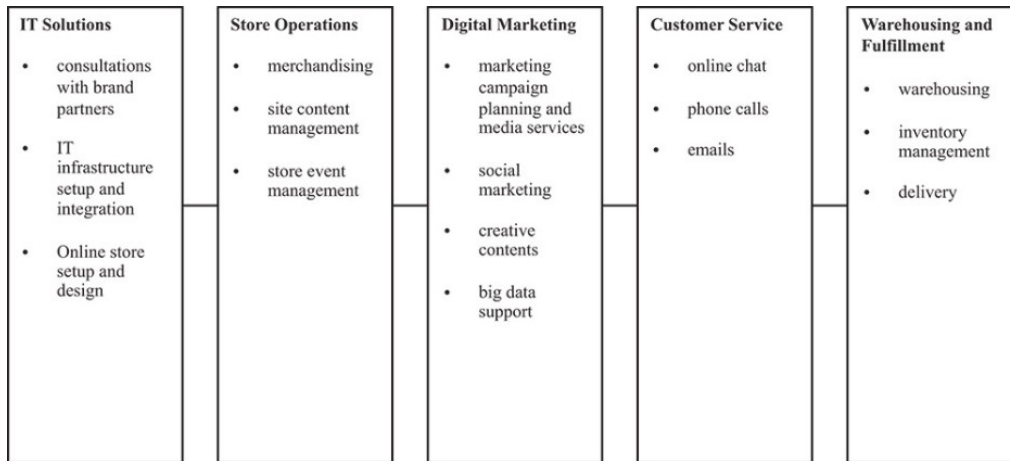 IT Solutions
• consultations
with brand
partners
• IT
infrastructure
setup and
integration
• Online store
setup and
design
Store Operations
• merchandising
• site content
management
• store event
management
Digital Marketing
• marketing
campaign
planning and
media services
• social
marketing
• creative
contents
• big data
support
Customer Service
• online chat
• phone calls
• emails
Warehousing and
Fulfillment
• warehousing
• inventory
management
• delivery